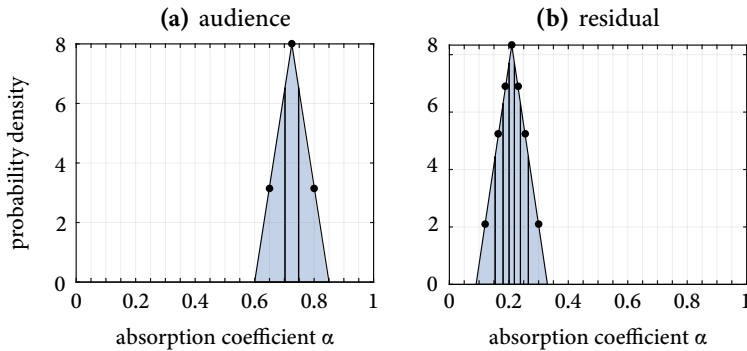 (a) audience
(b) residual
probability density
8
6
4
2
0
0 0.2 0.4 0.6 0.8 1
absorption coefficient α
8
6
4
2
0
0 0.2 0.4 0.6 0.8 1
absorption coefficient α